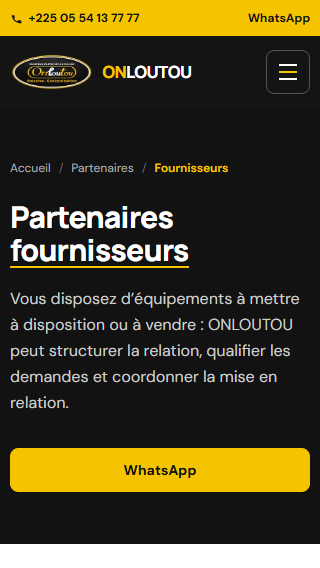 +225 05 54 13 77 77 WhatsApp
Onloutou
ONLOUTOU
Accueil / Partenaires / Fournisseurs
Partenaires
fournisseurs
Vous disposez d’équipements à mettre
à disposition ou à vendre : ONLOUTOU
peut structurer la relation, qualifier les
demandes et coordonner la mise en
relation.
WhatsApp